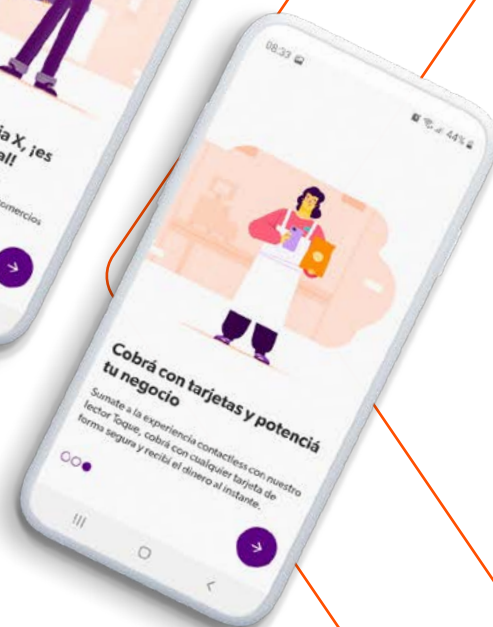 ia X, ¡es
al!
omercios
08:33
44%
Cobrá con tarjetas y potenciá
tu negocio
Sumate a la experiencia contactless con nuestro
lector Toque, cobrá con cualquier tarjeta de
forma segura y recibí el dinero al instante.